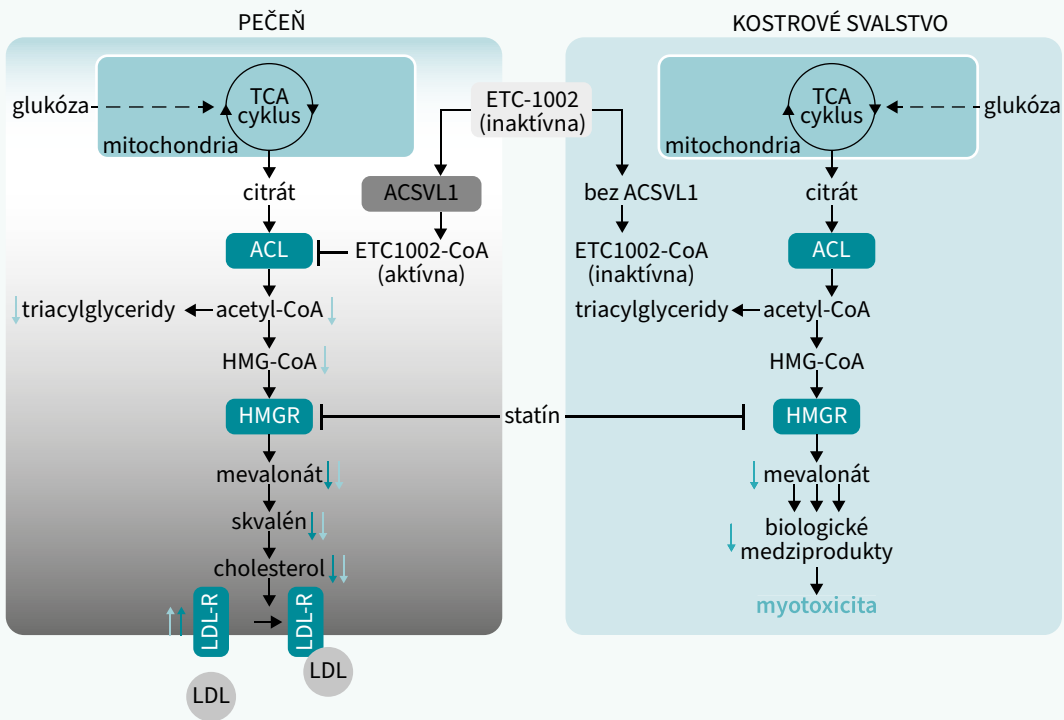 PEČEŇ
glukóza
TCA
cyklus
mitochondria
citrát
ACL
triacylglyceridy
acetyl-CoA
HMG-CoA
HMGR
mevalonát
skvalén
cholesterol
LDL-R
LDL-R
LDL
LDL
ETC-1002
(inaktívna)
ACSVL1
ETC1002-CoA
(aktívna)
bez ACSVL1
ETC1002-CoA
(inaktívna)
statín
KOSTROVÉ SVALSTVO
TCA
cyklus
glukóza
mitochondria
citrát
ACL
triacylglyceridy
acetyl-CoA
HMG-CoA
HMGR
mevalonát
biologické
medziprodukty
myotoxicita